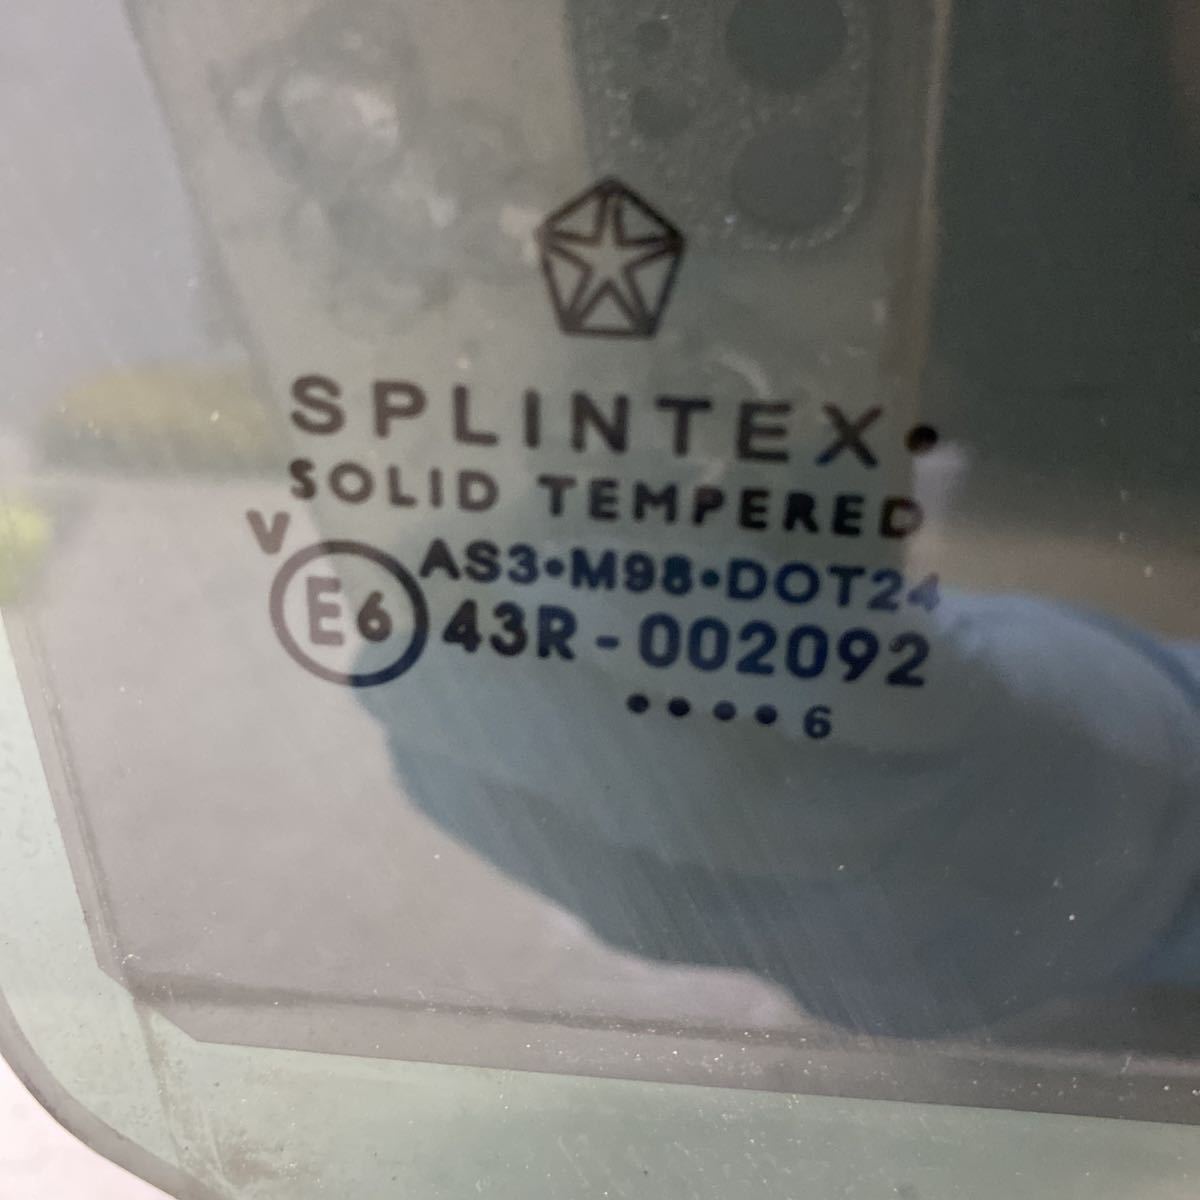 SPLINTEX•
SOLID TEMPERED
V
AS3•M98•DOT24
E6 43R-002092
••••6